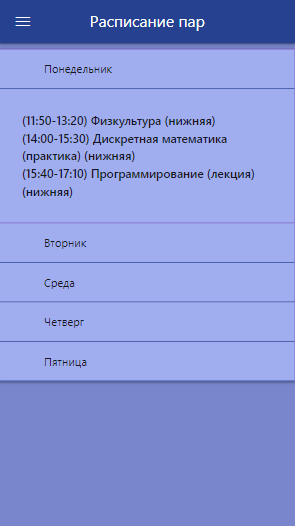 Расписание пар
Понедельник
(11:50-13:20) Физкультура (нижняя)
(14:00-15:30) Дискретная математика
(практика) (нижняя)
(15:40-17:10) Программирование (лекция)
(нижняя)
Вторник
Среда
Четверг
Пятница